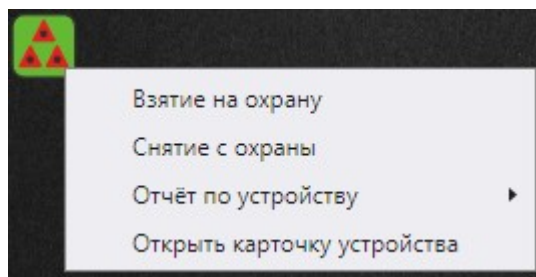 Взятие на охрану
Снятие с охраны
Отчёт по устройству
Открыть карточку устройства